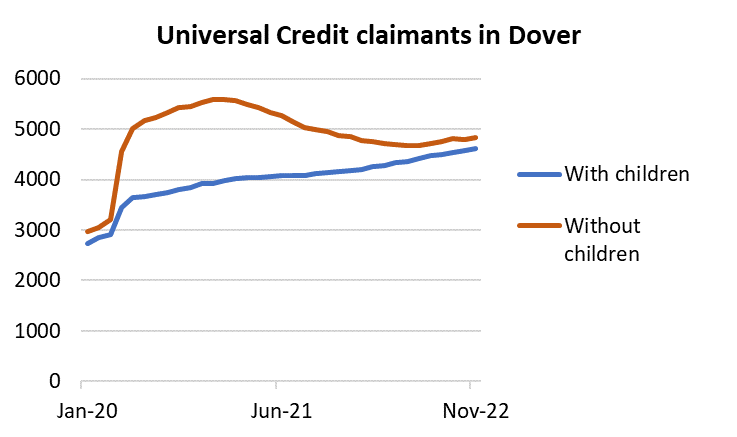 Universal Credit claimants in Dover
6000
5000
4000
3000
2000
1000
0
Jan-20
Jun-21
Nov-22
With children
Without
children